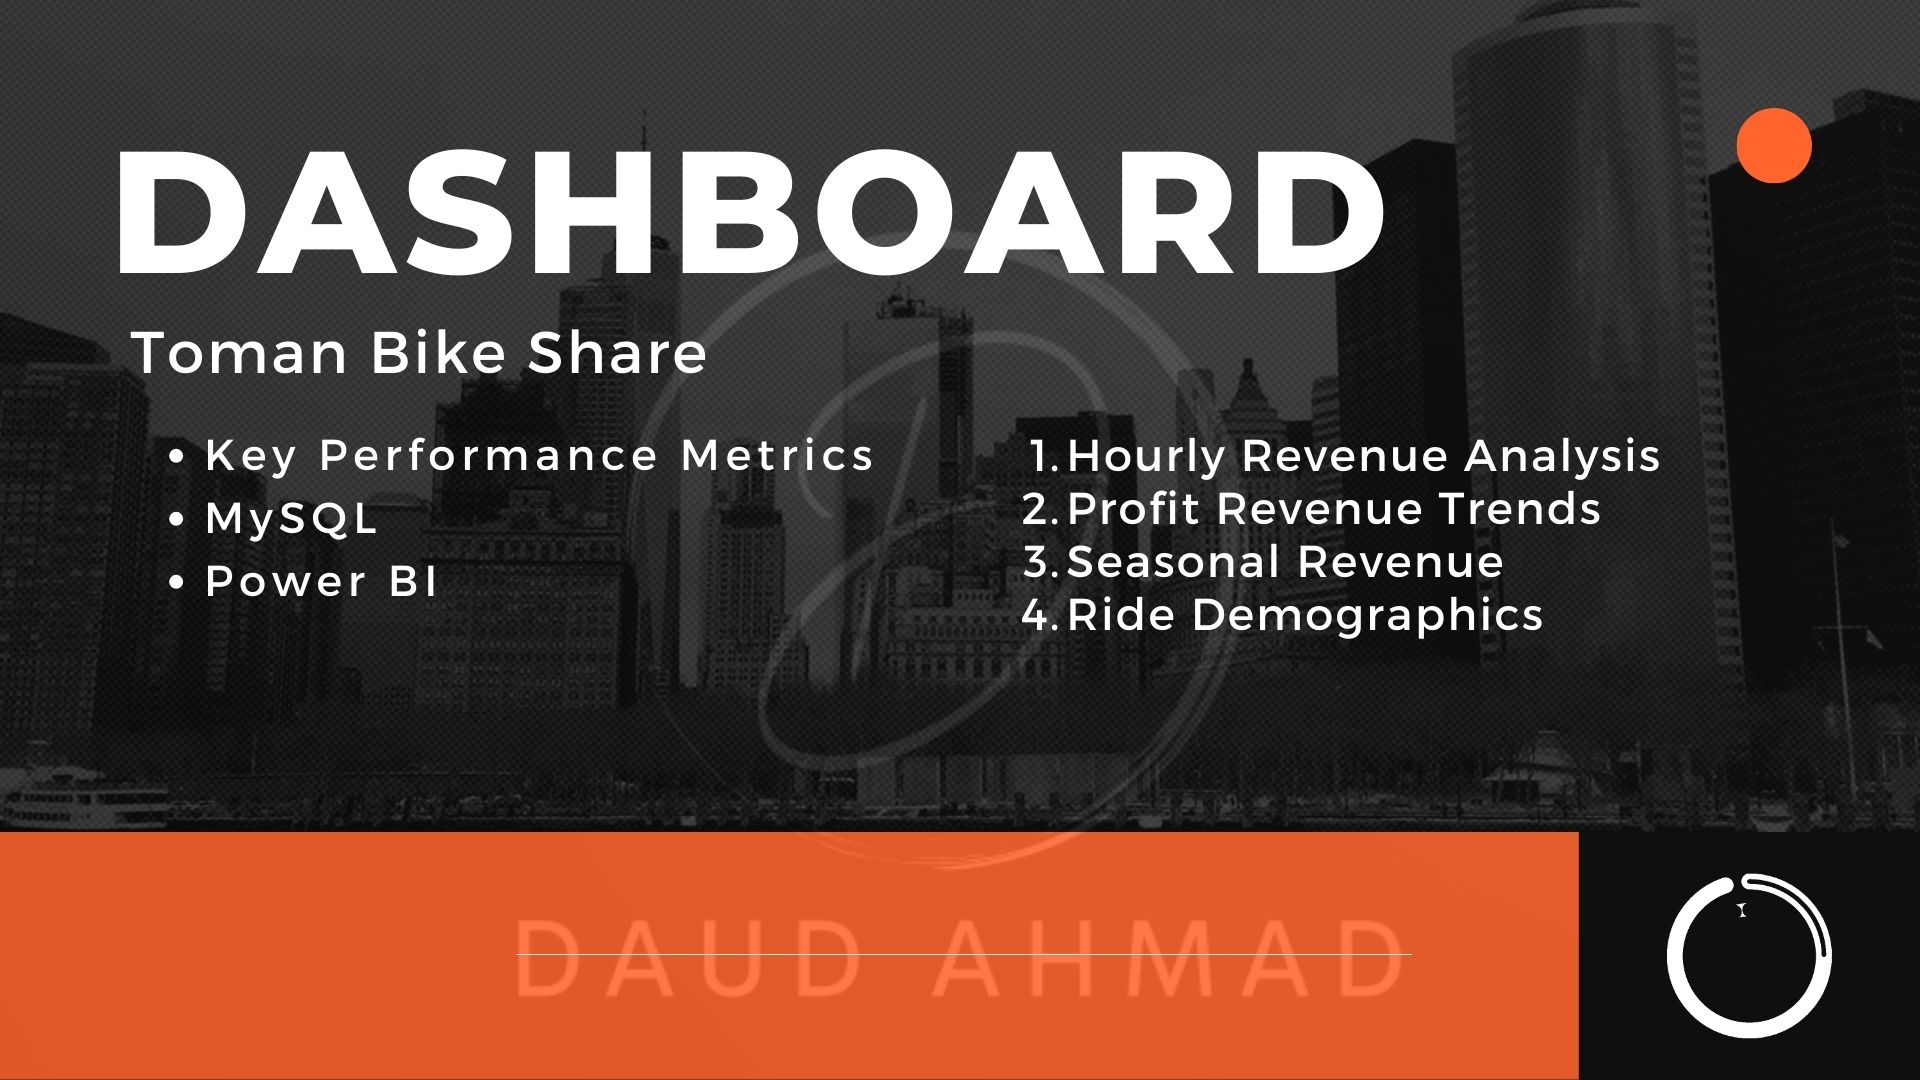 DASHBOARD
Toman Bike Share
• Key Performance Metrics
• MySQL
• Power BI
1. Hourly Revenue Analysis
2. Profit Revenue Trends
3. Seasonal Revenue
4. Ride Demographics
D
DAUD AHMAD